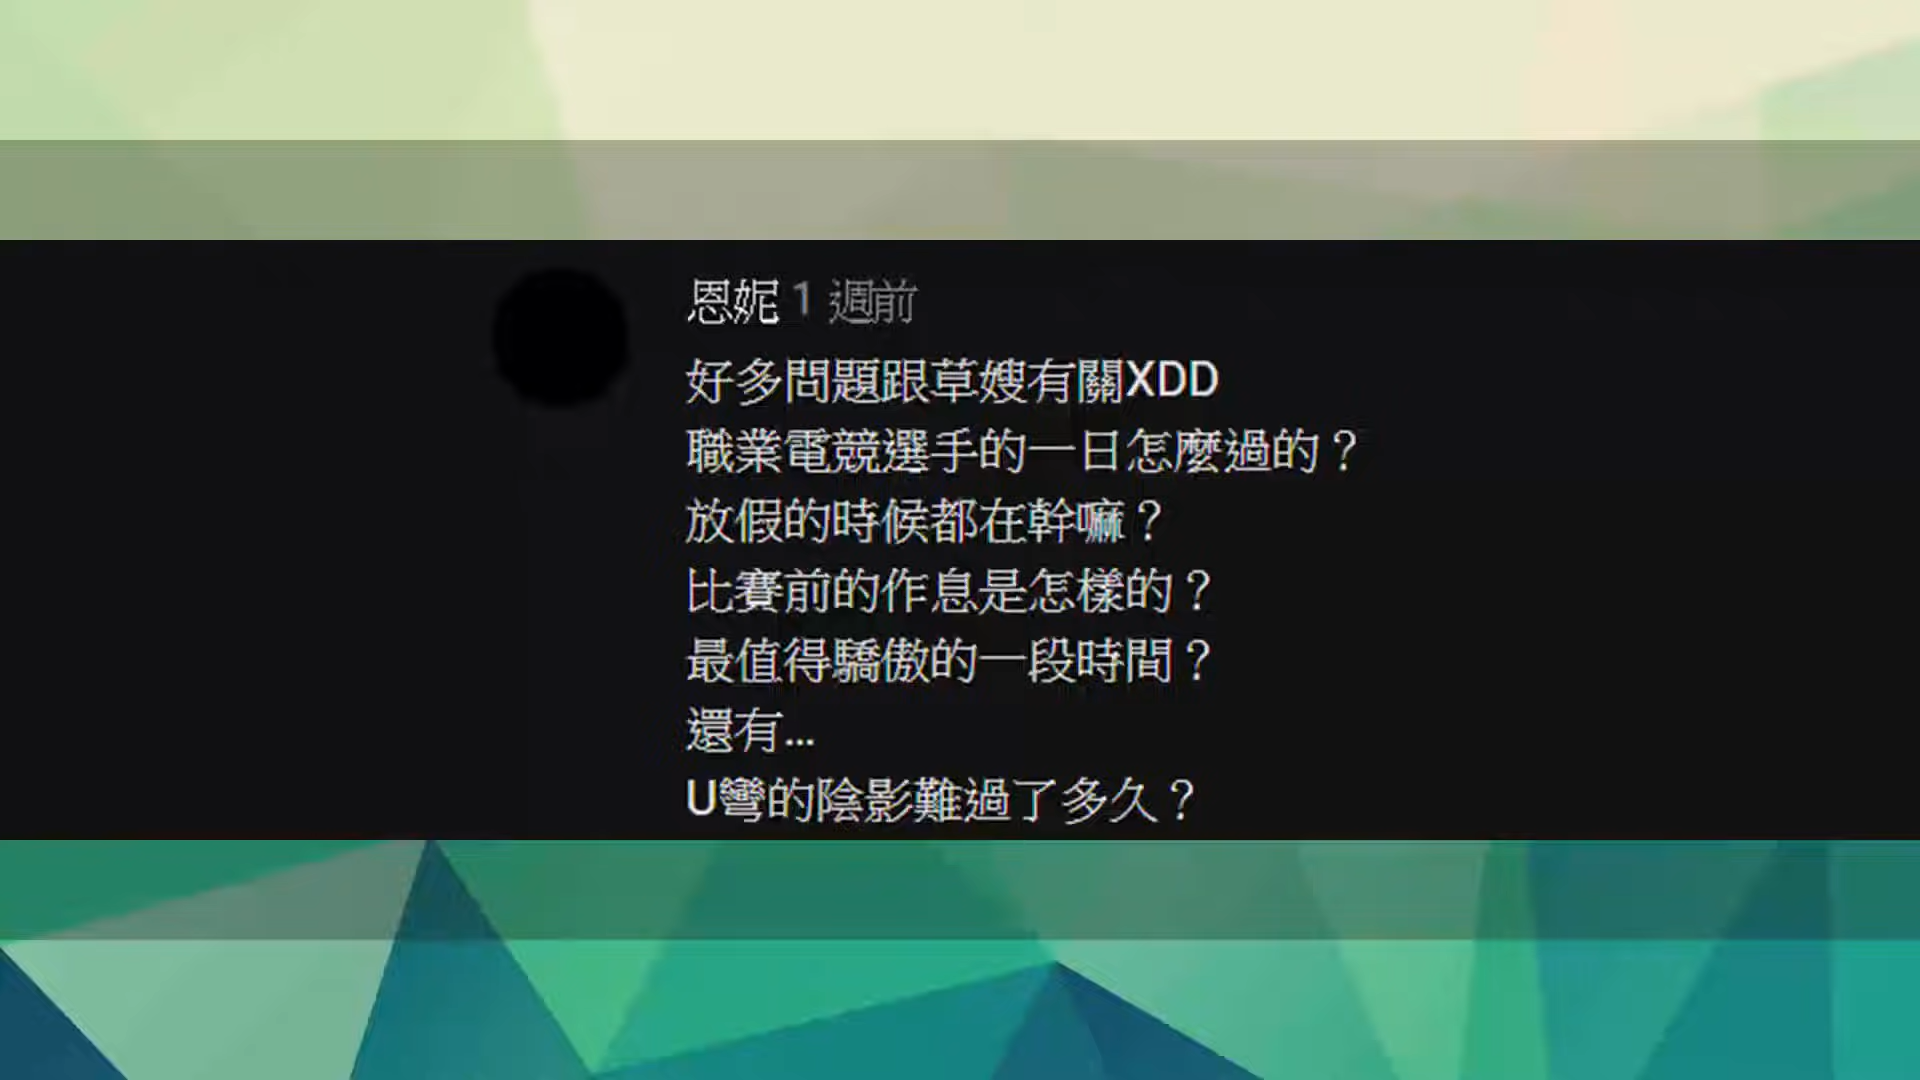 恩妮 1 週前
好多問題跟草嫂有關XDD
職業電競選手的一日怎麼過的？
放假的時候都在幹嘛？
比賽前的作息是怎樣的？
最值得驕傲的一段時間？
還有...
U彎的陰影難過了多久？